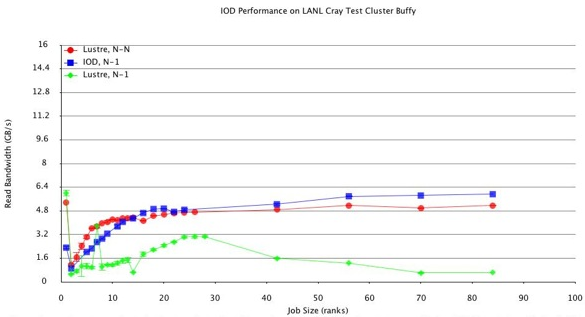 IOD Performance on LANL Cray Test Cluster Buffy
Lustre, N-N
IOD, N-1
Lustre, N-1
Read Bandwidth (GB/s)
16
14.4
12.8
11.2
9.6
8
6.4
4.8
3.2
1.6
0
0 10 20 30 40 50 60 70 80 90 100
Job Size (ranks)